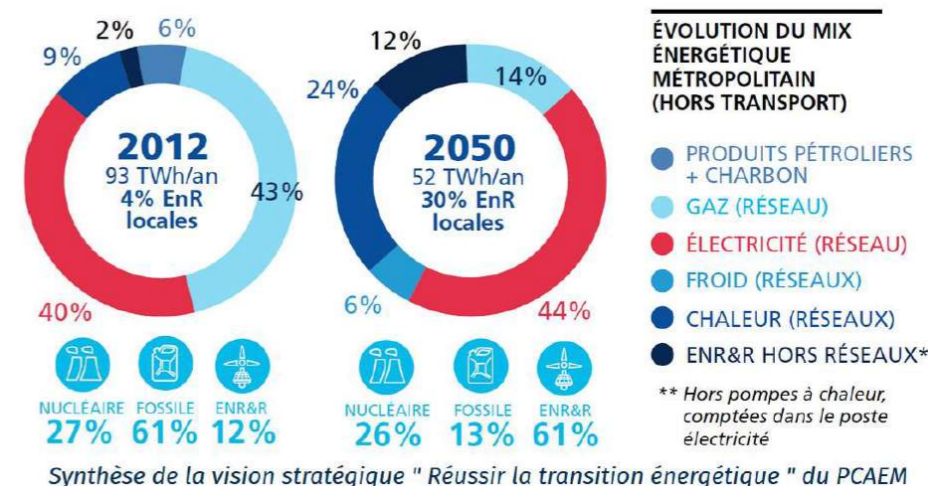 2%
6%
9%
2012
93 TWh/an
4% EnR
locales
43%
40%
NUCLÉAIRE
27%
FOSSILE
61%
ENR&R
12%
12%
14%
24%
2050
52 TWh/an
30% EnR
locales
6%
44%
NUCLÉAIRE
26%
FOSSILE
13%
ENR&R
61%
ÉVOLUTION DU MIX
ÉNERGÉTIQUE
MÉTROPOLITAIN
(HORS TRANSPORT)
PRODUITS PÉTROLIERS
+ CHARBON
GAZ (RÉSEAU)
ÉLECTRICITÉ (RÉSEAU)
FROID (RÉSEAUX)
CHALEUR (RÉSEAUX)
ENR&R HORS RÉSEAUX*
** Hors pompes à chaleur,
comptées dans le poste
électricité
Synthèse de la vision stratégique " Réussir la transition énergétique " du PCAEM